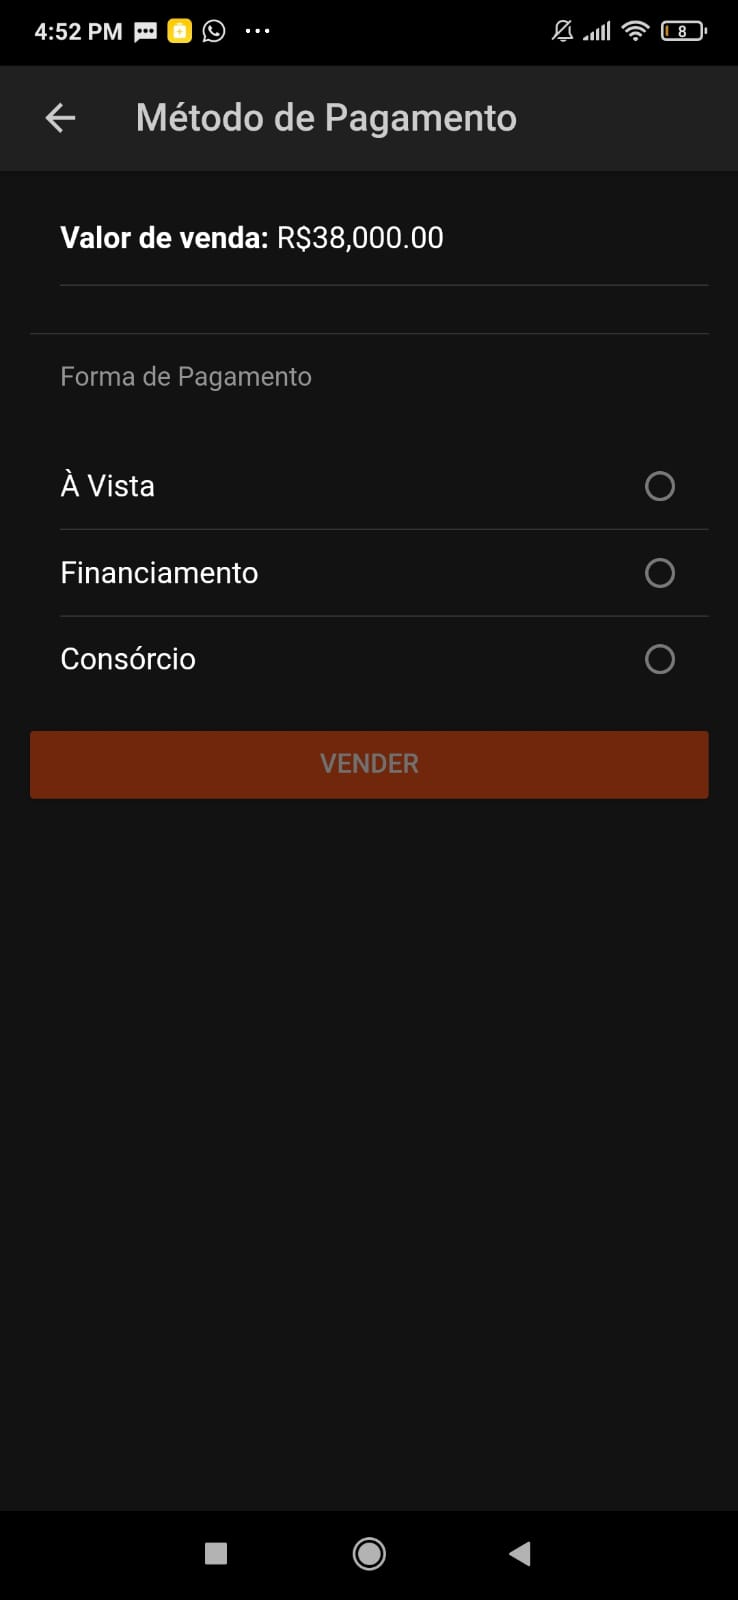 4:52 PM
8
Método de Pagamento
Valor de venda: R$38,000.00
Forma de Pagamento
À Vista
Financiamento
Consórcio
VENDER